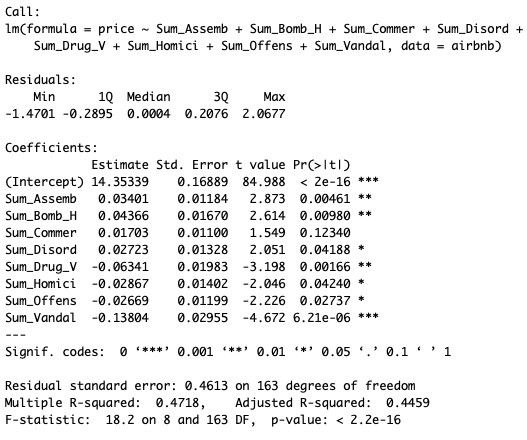 Call:
lm(formula = price ~ Sum_Assemb + Sum_Bomb_H + Sum_Commer + Sum_Disord +
    Sum_Drug_V + Sum_Homici + Sum_Offens + Sum_Vandal, data = airbnb)

Residuals:
    Min      1Q  Median      3Q     Max
-1.4701 -0.2895  0.0004  0.2076  2.0677

Coefficients:
            Estimate Std. Error t value Pr(>|t|)
(Intercept) 14.35339    0.16889  84.988  < 2e-16 ***
Sum_Assemb   0.03401    0.01184   2.873  0.00461 **
Sum_Bomb_H   0.04366    0.01670   2.614  0.00980 **
Sum_Commer   0.01703    0.01100   1.549  0.12340
Sum_Disord   0.02723    0.01328   2.051  0.04188 *
Sum_Drug_V  -0.06341    0.01983  -3.198  0.00166 **
Sum_Homici  -0.02867    0.01402  -2.046  0.04240 *
Sum_Offens  -0.02669    0.01199  -2.226  0.02737 *
Sum_Vandal  -0.13804    0.02955  -4.672 6.21e-06 ***
---
Signif. codes:  0 ‘***’ 0.001 ‘**’ 0.01 ‘*’ 0.05 ‘.’ 0.1 ‘ ’ 1

Residual standard error: 0.4613 on 163 degrees of freedom
Multiple R-squared:  0.4718,    Adjusted R-squared:  0.4459
F-statistic:  18.2 on 8 and 163 DF,  p-value: < 2.2e-16